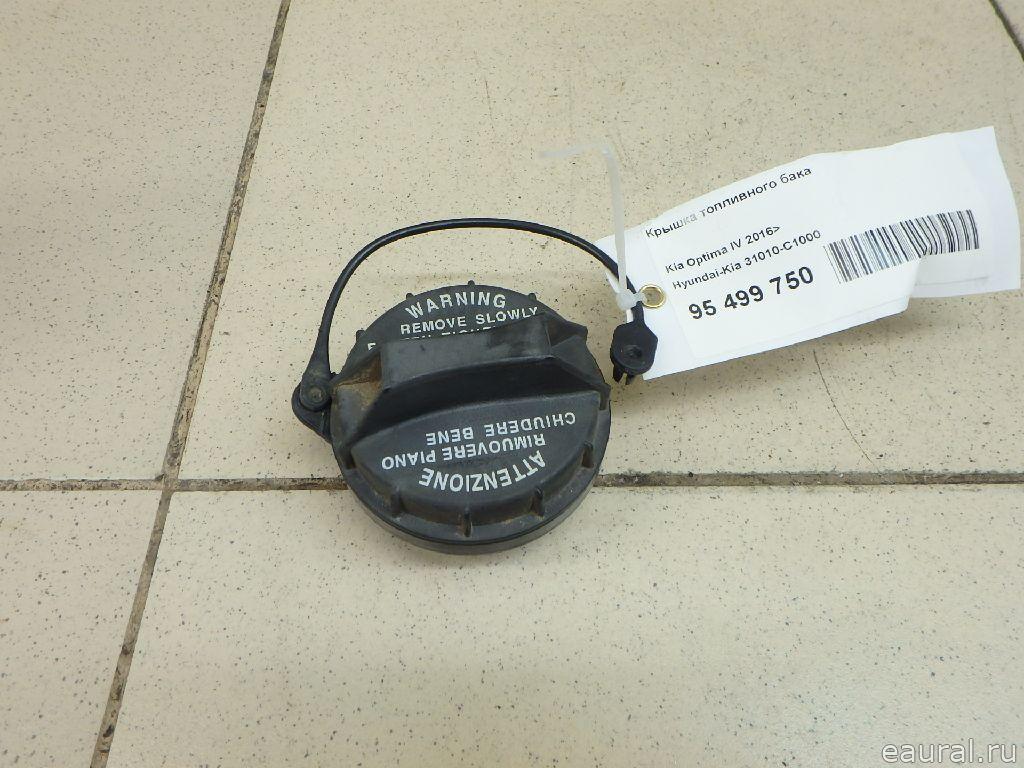 Крышка топливного бака
Kia Optima IV 2016>
Hyundai-Kia 31010-C1000
95 499 750
WARNING
REMOVE SLOWLY
ATTENZIONE
RIMUOVERE PIANO
CHIUDERE BENE
eaural.ru